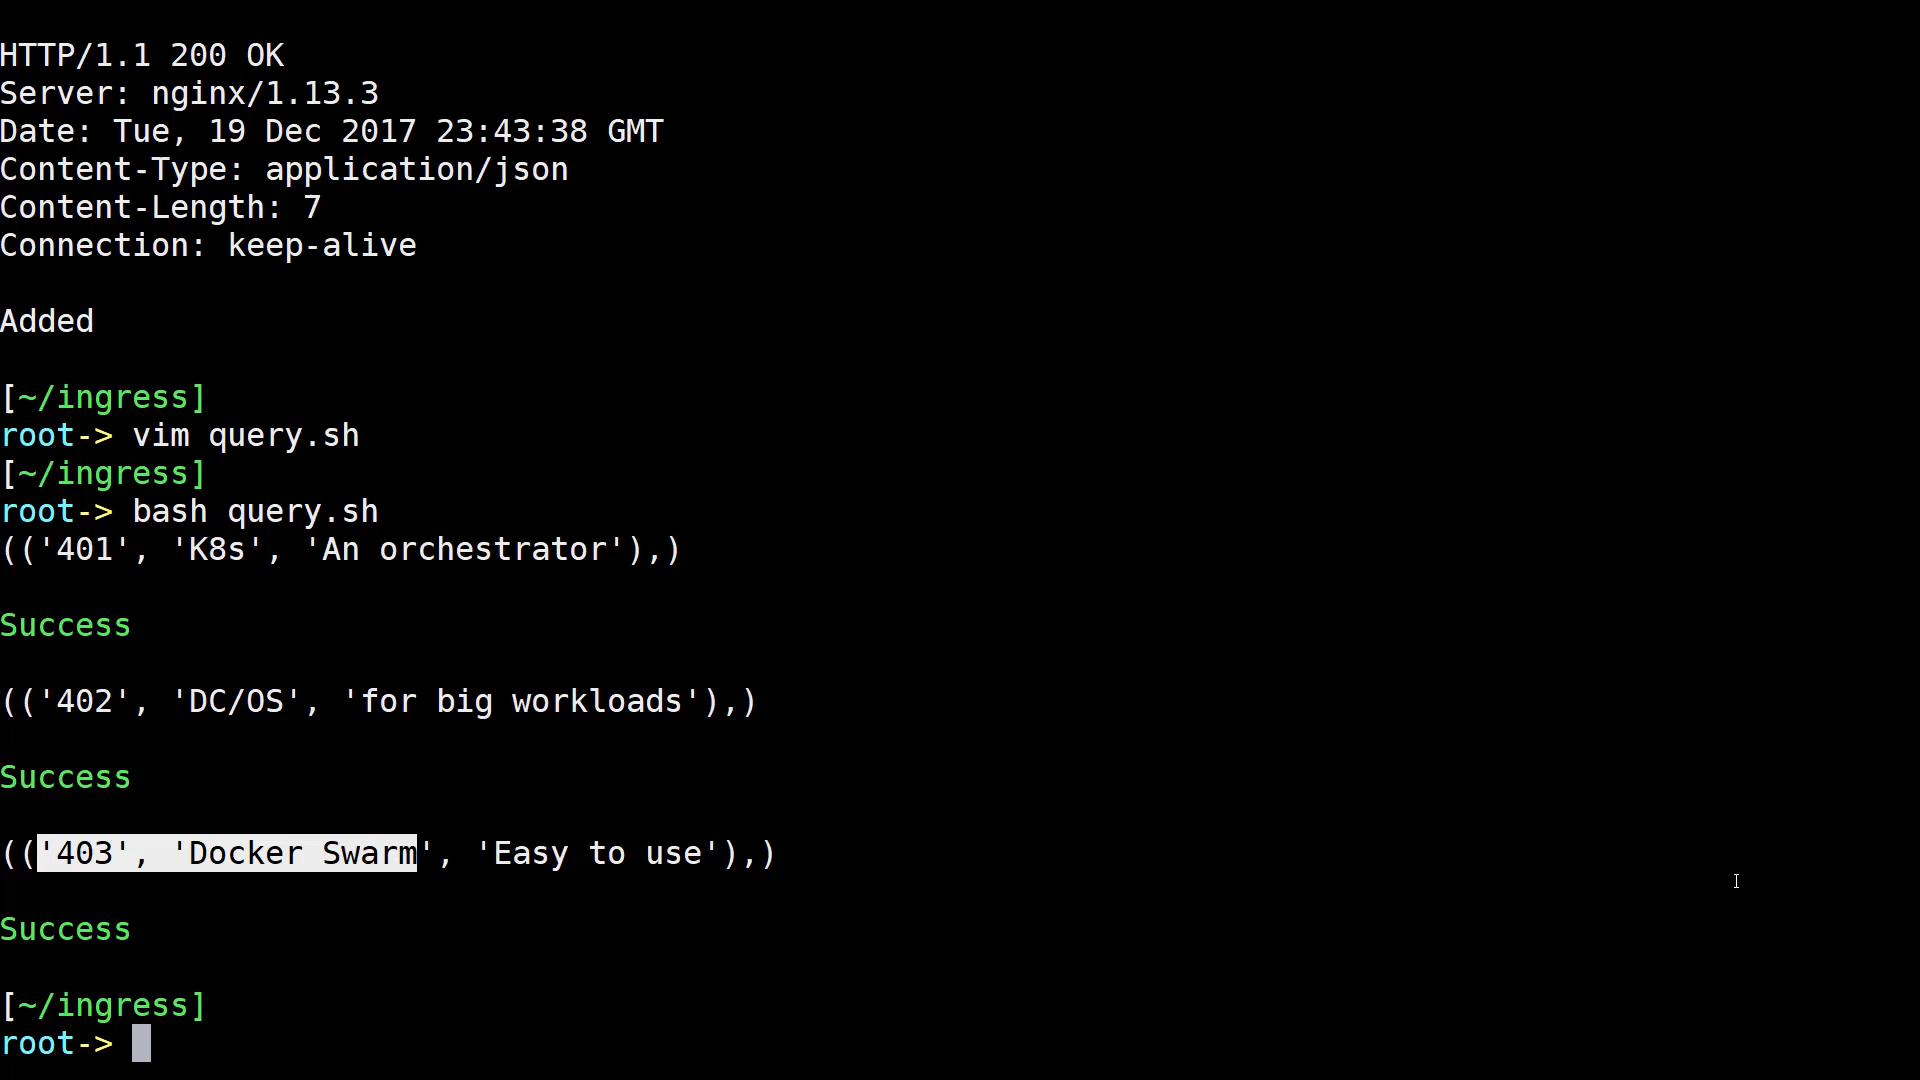 HTTP/1.1 200 OK
Server: nginx/1.13.3
Date: Tue, 19 Dec 2017 23:43:38 GMT
Content-Type: application/json
Content-Length: 7
Connection: keep-alive
Added
[~/ingress]
root-> vim query.sh
[~/ingress]
root-> bash query.sh
(('401', 'K8s', 'An orchestrator'),)
Success
(('402', 'DC/OS', 'for big workloads'),)
Success
(('403', 'Docker Swarm', 'Easy to use'),)
Success
[~/ingress]
root->